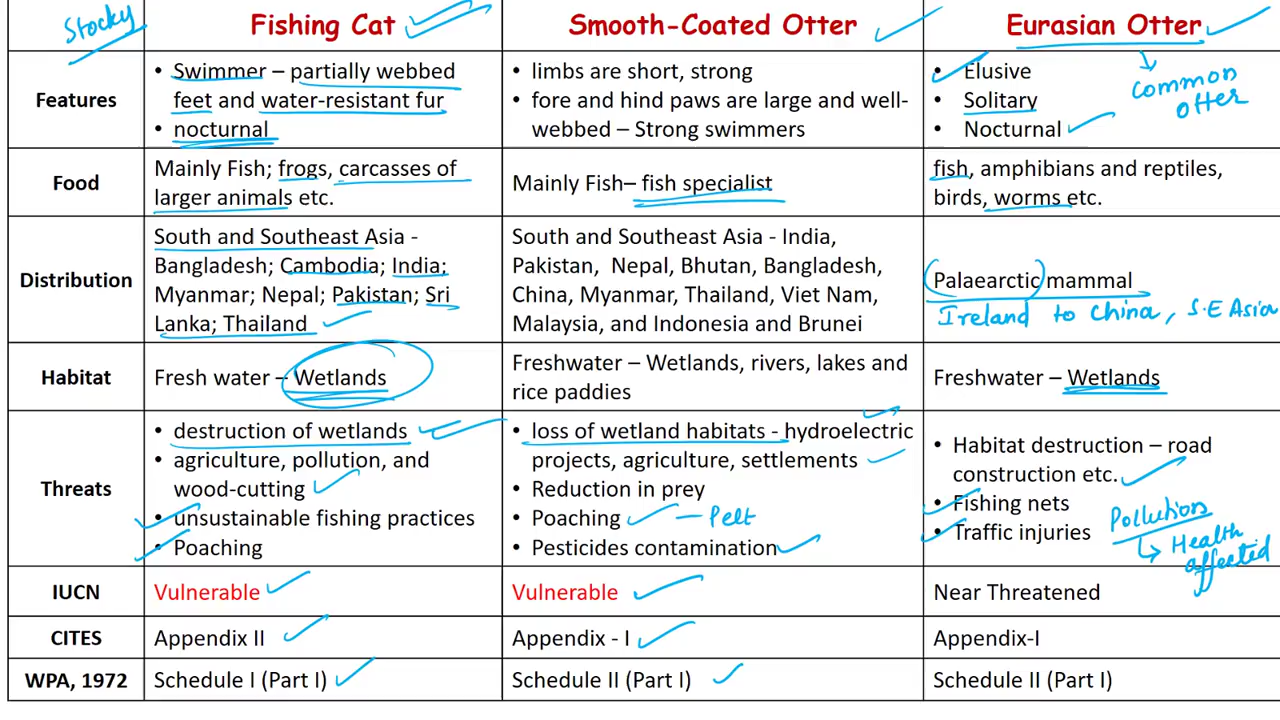 Stocky
Fishing Cat
Smooth-Coated Otter
Eurasian Otter
Features
• Swimmer – partially webbed
feet and water-resistant fur
• nocturnal
• limbs are short, strong
• fore and hind paws are large and well-
webbed – Strong swimmers
• Elusive
• Solitary
• Nocturnal
Common
otter
Food
Mainly Fish; frogs, carcasses of
larger animals etc.
Mainly Fish– fish specialist
fish, amphibians and reptiles,
birds, worms etc.
Distribution
South and Southeast Asia -
Bangladesh; Cambodia; India;
Myanmar; Nepal; Pakistan; Sri
Lanka; Thailand
South and Southeast Asia - India,
Pakistan, Nepal, Bhutan, Bangladesh,
China, Myanmar, Thailand, Viet Nam,
Malaysia, and Indonesia and Brunei
Palaearctic mammal
Ireland to China, S.E Asia
Habitat
Fresh water – Wetlands
Freshwater – Wetlands, rivers, lakes and
rice paddies
Freshwater – Wetlands
Threats
• destruction of wetlands
• agriculture, pollution, and
wood-cutting
• unsustainable fishing practices
• Poaching
• loss of wetland habitats - hydroelectric
projects, agriculture, settlements
• Reduction in prey
• Poaching – Pelt
• Pesticides contamination
• Habitat destruction – road
construction etc.
• Fishing nets
• Traffic injuries
Pollution
↳ Health
affected
IUCN
Vulnerable
Vulnerable
Near Threatened
CITES
Appendix II
Appendix - I
Appendix-I
WPA, 1972
Schedule I (Part I)
Schedule II (Part I)
Schedule II (Part I)